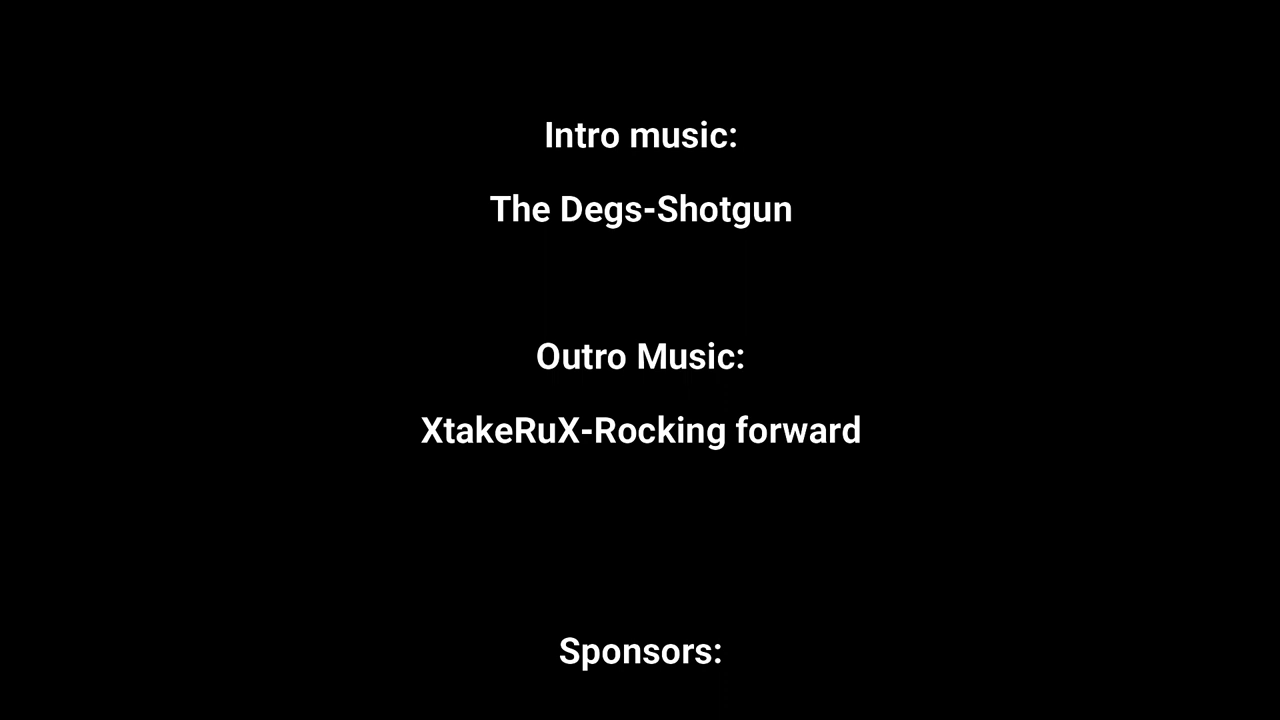 Intro music:
The Degs-Shotgun
Outro Music:
XtakeRuX-Rocking forward
Sponsors: